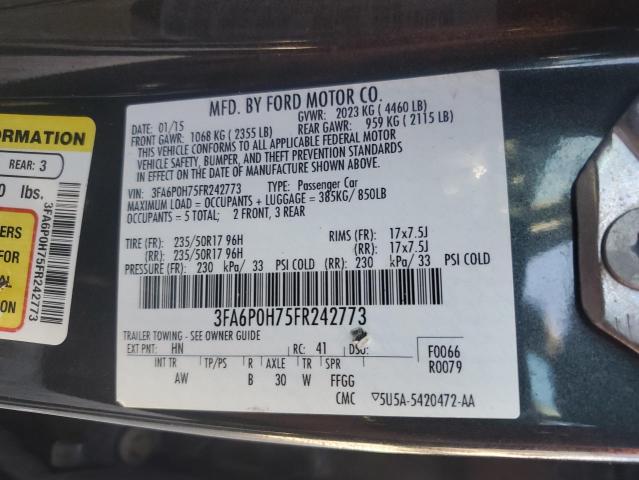 ORMATION
REAR: 3
0 lbs.
ERS
FOR
AL
3FA6P0H75FR242773
MFD. BY FORD MOTOR CO.
DATE: 01/15 GVWR: 2023 KG ( 4460 LB)
FRONT GAWR: 1068 KG ( 2355 LB) REAR GAWR: 959 KG ( 2115 LB)
THIS VEHICLE CONFORMS TO ALL APPLICABLE FEDERAL MOTOR
VEHICLE SAFETY, BUMPER, AND THEFT PREVENTION STANDARDS
IN EFFECT ON THE DATE OF MANUFACTURE SHOWN ABOVE.
VIN: 3FA6P0H75FR242773 TYPE: Passenger Car
MAXIMUM LOAD = OCCUPANTS + LUGGAGE = 385KG/ 850LB
OCCUPANTS = 5 TOTAL; 2 FRONT, 3 REAR
TIRE (FR): 235/50R17 96H RIMS (FR): 17x7.5J
(RR): 235/50R17 96H (RR): 17x7.5J
PRESSURE (FR): 230 kPa/ 33 PSI COLD (RR): 230 kPa/ 33 PSI COLD
3FA6P0H75FR242773
TRAILER TOWING - SEE OWNER GUIDE
EXT PNT: HN RC: 41 DSO: F0066
R0079
INT TR TP/PS R AXLE TR SPR
AW B 30 W FFGG
CMC ▽5U5A-5420472-AA